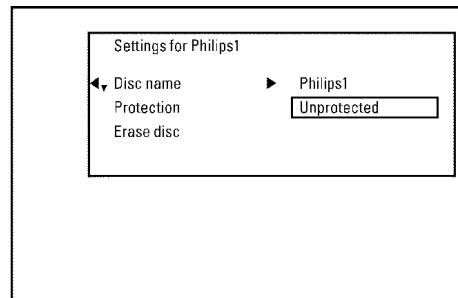 Settings for Philips1
Disc name Philips1
Protection Unprotected
Erase disc